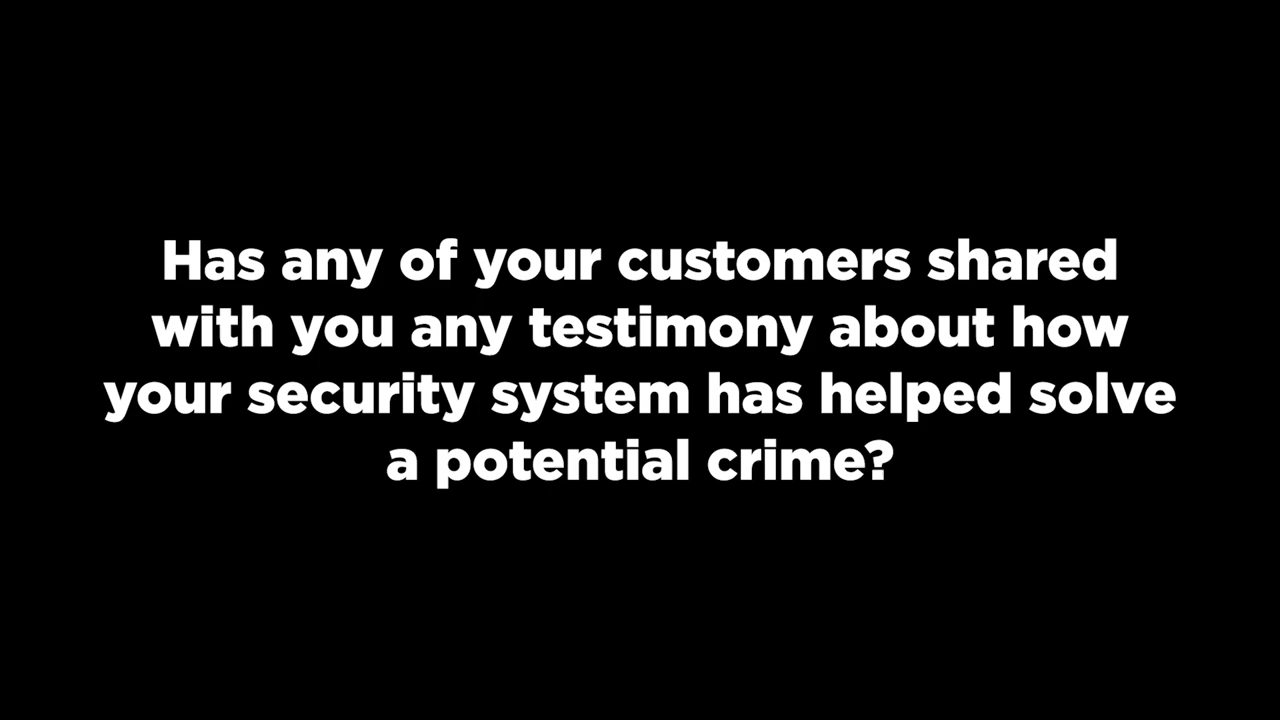 Has any of your customers shared
with you any testimony about how
your security system has helped solve
a potential crime?